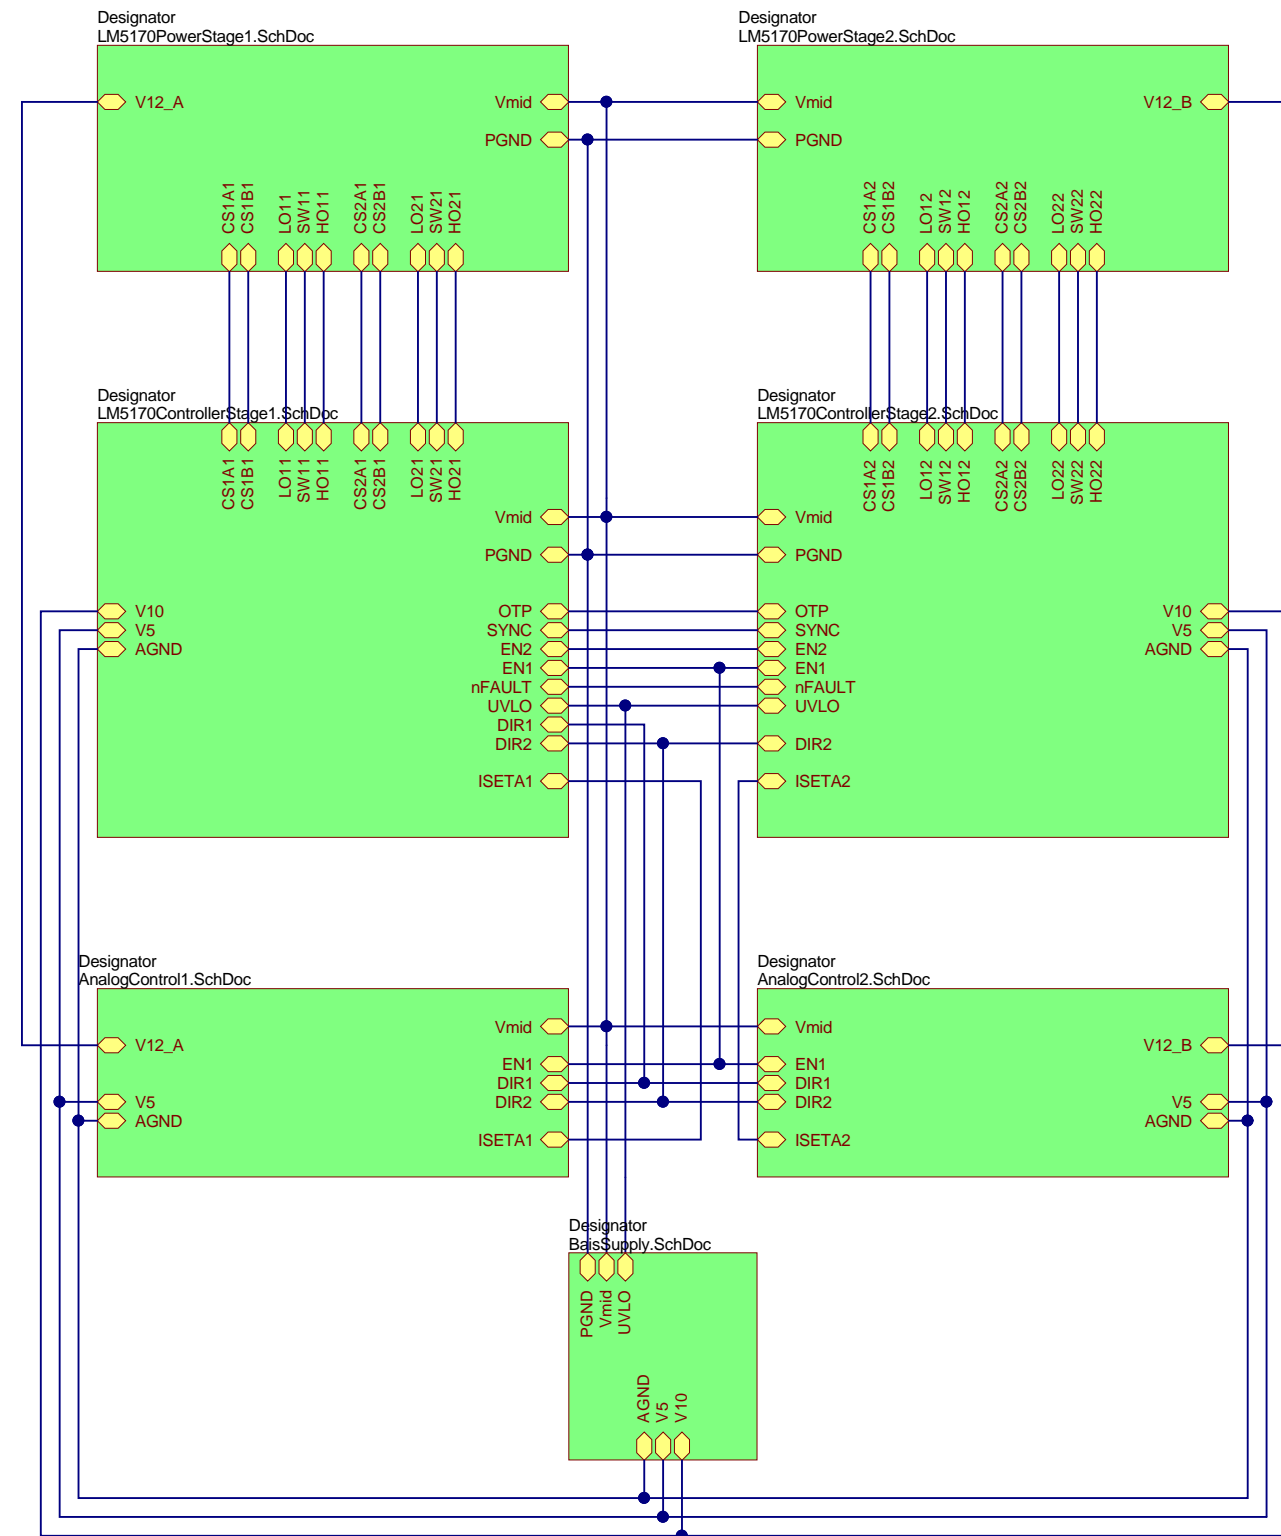 Designator
LM5170PowerStage1.SchDoc
V12_A
Vmid
PGND
CS1A1
CS1B1
LO11
SW11
HO11
CS2A1
CS2B1
LO21
SW21
HO21
Designator
LM5170PowerStage2.SchDoc
Vmid
PGND
V12_B
CS1A2
CS1B2
LO12
SW12
HO12
CS2A2
CS2B2
LO22
SW22
HO22
Designator
LM5170ControllerStage1.SchDoc
CS1A1
CS1B1
LO11
SW11
HO11
CS2A1
CS2B1
LO21
SW21
HO21
V10
V5
AGND
Vmid
PGND
OTP
SYNC
EN2
EN1
nFAULT
UVLO
DIR1
DIR2
ISETA1
Designator
LM5170ControllerStage2.SchDoc
CS1A2
CS1B2
LO12
SW12
HO12
CS2A2
CS2B2
LO22
SW22
HO22
Vmid
PGND
OTP
SYNC
EN2
EN1
nFAULT
UVLO
DIR2
ISETA2
V10
V5
AGND
Designator
AnalogControl1.SchDoc
V12_A
V5
AGND
Vmid
EN1
DIR1
DIR2
ISETA1
Designator
AnalogControl2.SchDoc
Vmid
EN1
DIR1
DIR2
ISETA2
V12_B
V5
AGND
Designator
BaisSupply.SchDoc
PGND
Vmid
UVLO
AGND
V5
V10